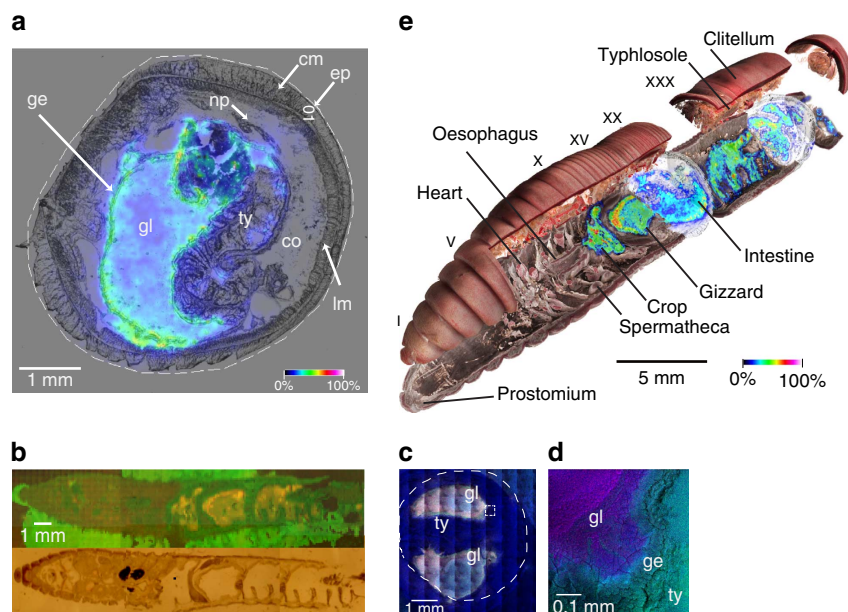 a
cm
ep
01
np
ge
gl
ty
co
lm
1 mm
0%
100%
e
Clitellum
Typhlosole
XXX
XX
XV
X
Oesophagus
Heart
V
I
Intestine
Gizzard
Crop
Spermatheca
5 mm
0%
100%
Prostomium
b
1 mm
c
gl
ty
gl
1 mm
d
gl
ge
ty
0.1 mm